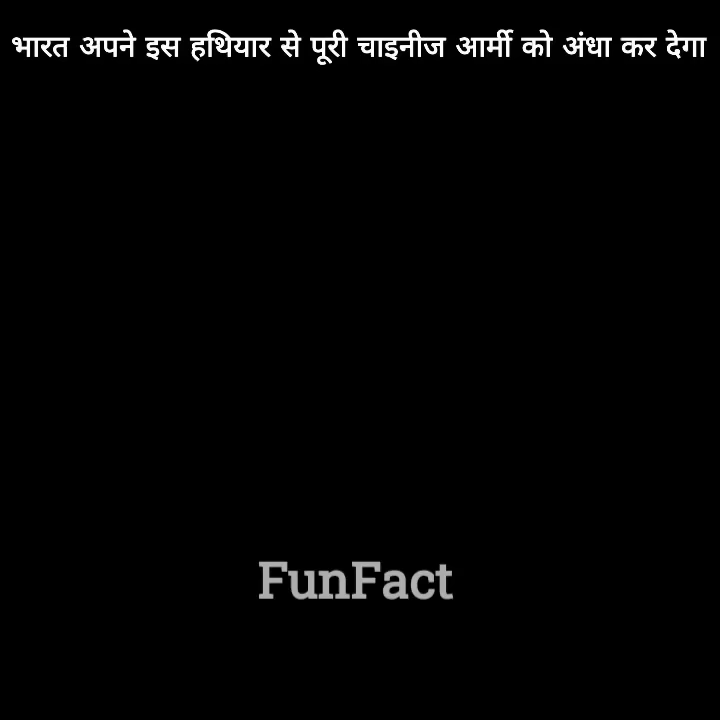 भारत अपने इस हथियार से पूरी चाइनीज आर्मी को अंधा कर देगा
FunFact